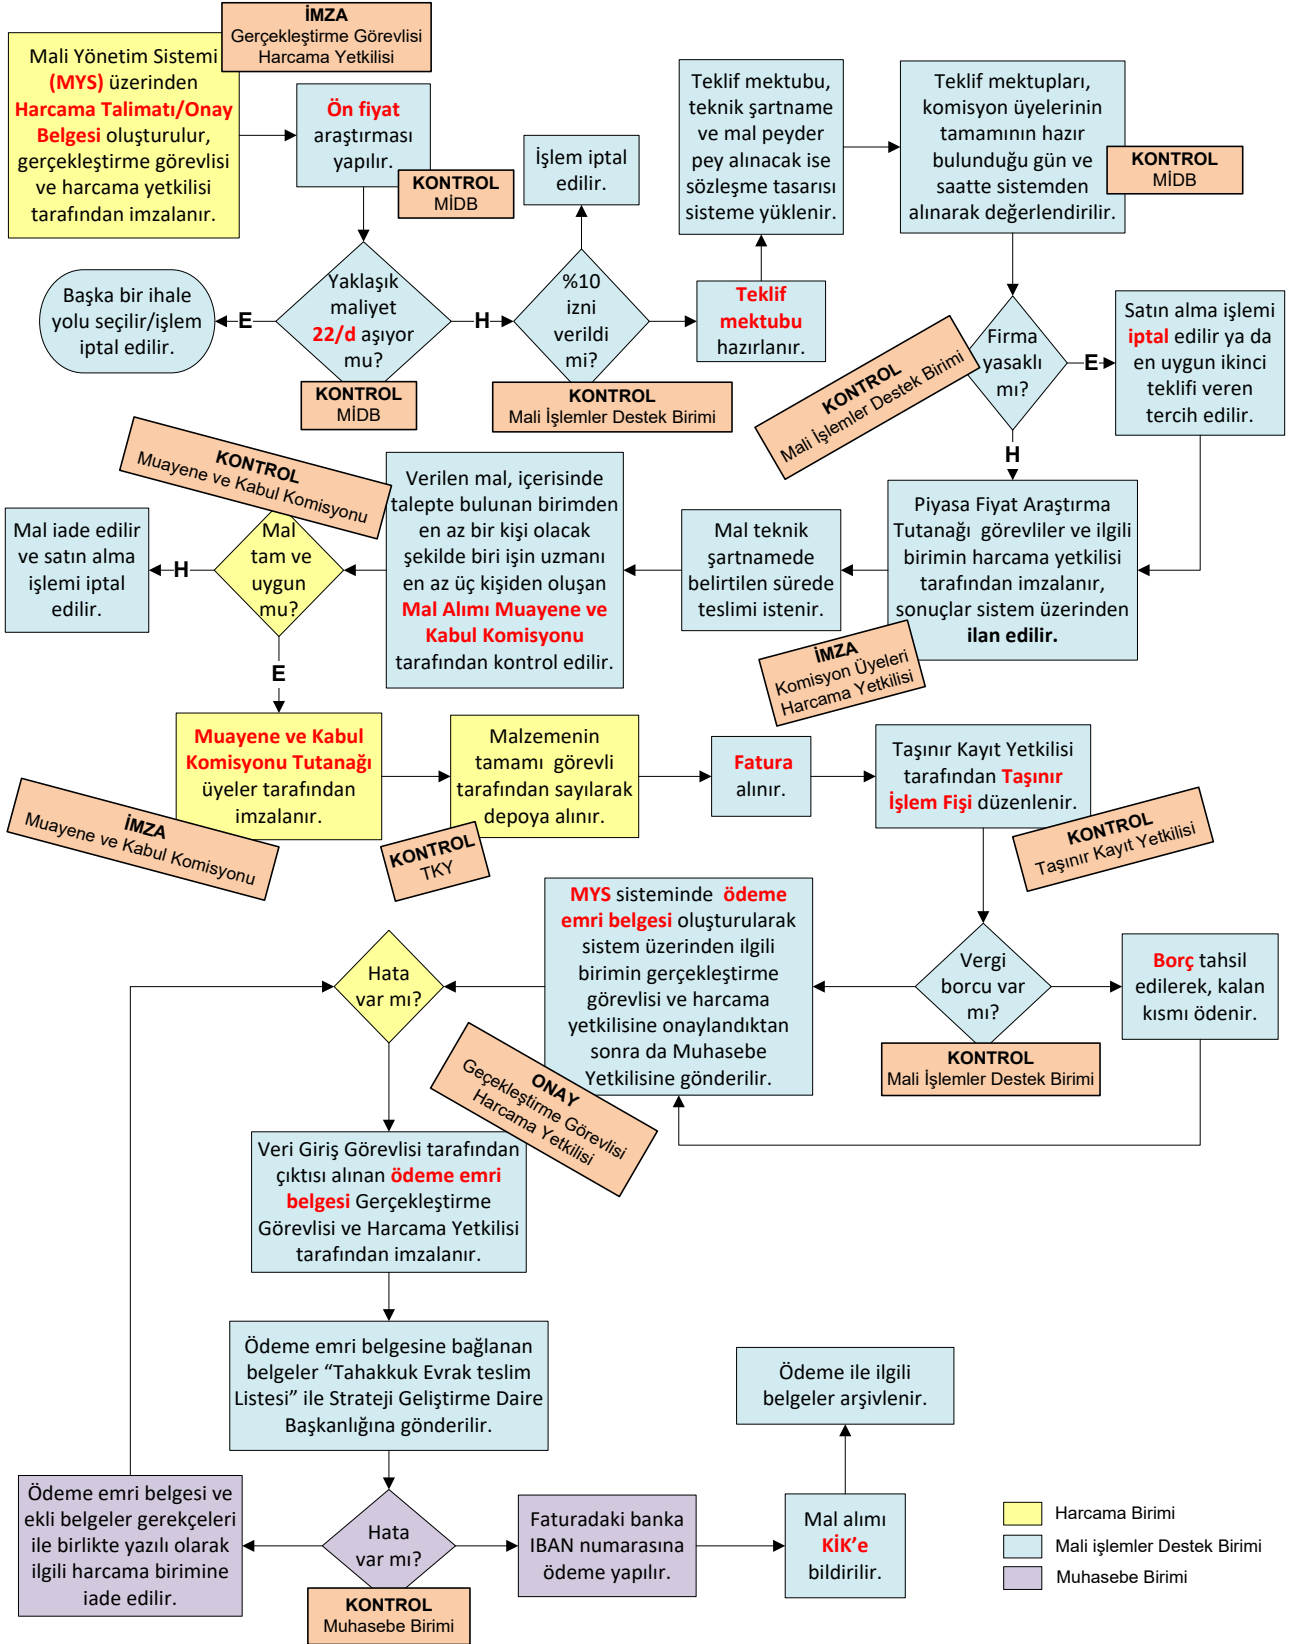 İMZA
Gerçekleştirme Görevlisi
Harcama Yetkilisi
Mali Yönetim Sistemi
(MYS) üzerinden
Harcama Talimatı/Onay
Belgesi oluşturulur,
gerçekleştirme görevlisi
ve harcama yetkilisi
tarafından imzalanır.
Ön fiyat
araştırması
yapılır.
KONTROL
MİDB
İşlem iptal
edilir.
Teklif mektubu,
teknik şartname
ve mal peyder
pey alınacak ise
sözleşme tasarısı
sisteme yüklenir.
Teklif mektupları,
komisyon üyelerinin
tamamının hazır
bulunduğu gün ve
saatte sistemden
alınarak değerlendirilir.
KONTROL
MİDB
Başka bir ihale
yolu seçilir/işlem
iptal edilir.
E
Yaklaşık
maliyet
22/d aşıyor
mu?
H
KONTROL
MİDB
%10
izni
verildi
mi?
KONTROL
Mali İşlemler Destek Birimi
Teklif
mektubu
hazırlanır.
Firma
yasaklı
mı?
E
H
KONTROL
Mali İşlemler Destek Birimi
Satın alma işlemi
iptal edilir ya da
en uygun ikinci
teklifi veren
tercih edilir.
Piyasa Fiyat Araştırma
Tutanağı görevliler ve ilgili
birimin harcama yetkilisi
tarafından imzalanır,
sonuçlar sistem üzerinden
ilan edilir.
İMZA
Komisyon Üyeleri
Harcama Yetkilisi
Mal teknik
şartnamede
belirtilen sürede
teslimi istenir.
Verilen mal, içerisinde
talepte bulunan birimden
en az bir kişi olacak
şekilde biri işin uzmanı
en az üç kişiden oluşan
Mal Alımı Muayene ve
Kabul Komisyonu
tarafından kontrol edilir.
KONTROL
Muayene ve Kabul Komisyonu
Mal
tam ve
uygun
mu?
H
Mal iade edilir
ve satın alma
işlemi iptal
edilir.
E
Muayene ve Kabul
Komisyonu Tutanağı
üyeler tarafından
imzalanır.
İMZA
Muayene ve Kabul Komisyonu
Malzemenin
tamamı görevli
tarafından sayılarak
depoya alınır.
KONTROL
TKY
Fatura
alınır.
Taşınır Kayıt Yetkilisi
tarafından Taşınır
İşlem Fişi düzenlenir.
KONTROL
Taşınır Kayıt Yetkilisi
Vergi
borcu var
mı?
KONTROL
Mali İşlemler Destek Birimi
Borç tahsil
edilerek, kalan
kısmı ödenir.
MYS sisteminde ödeme
emri belgesi oluşturularak
sistem üzerinden ilgili
birimin gerçekleştirme
görevlisi ve harcama
yetkilisine onaylandıktan
sonra da Muhasebe
Yetkilisine gönderilir.
ONAY
Geçekleştirme Görevlisi
Harcama Yetkilisi
Hata
var mı?
Veri Giriş Görevlisi tarafından
çıktısı alınan ödeme emri
belgesi Gerçekleştirme
Görevlisi ve Harcama Yetkilisi
tarafından imzalanır.
Ödeme emri belgesine bağlanan
belgeler “Tahakkuk Evrak teslim
Listesi” ile Strateji Geliştirme Daire
Başkanlığına gönderilir.
Hata
var mı?
KONTROL
Muhasebe Birimi
Ödeme emri belgesi ve
ekli belgeler gerekçeleri
ile birlikte yazılı olarak
ilgili harcama birimine
iade edilir.
Faturadaki banka
IBAN numarasına
ödeme yapılır.
Mal alımı
KİK’e
bildirilir.
Ödeme ile ilgili
belgeler arşivlenir.
Harcama Birimi
Mali işlemler Destek Birimi
Muhasebe Birimi